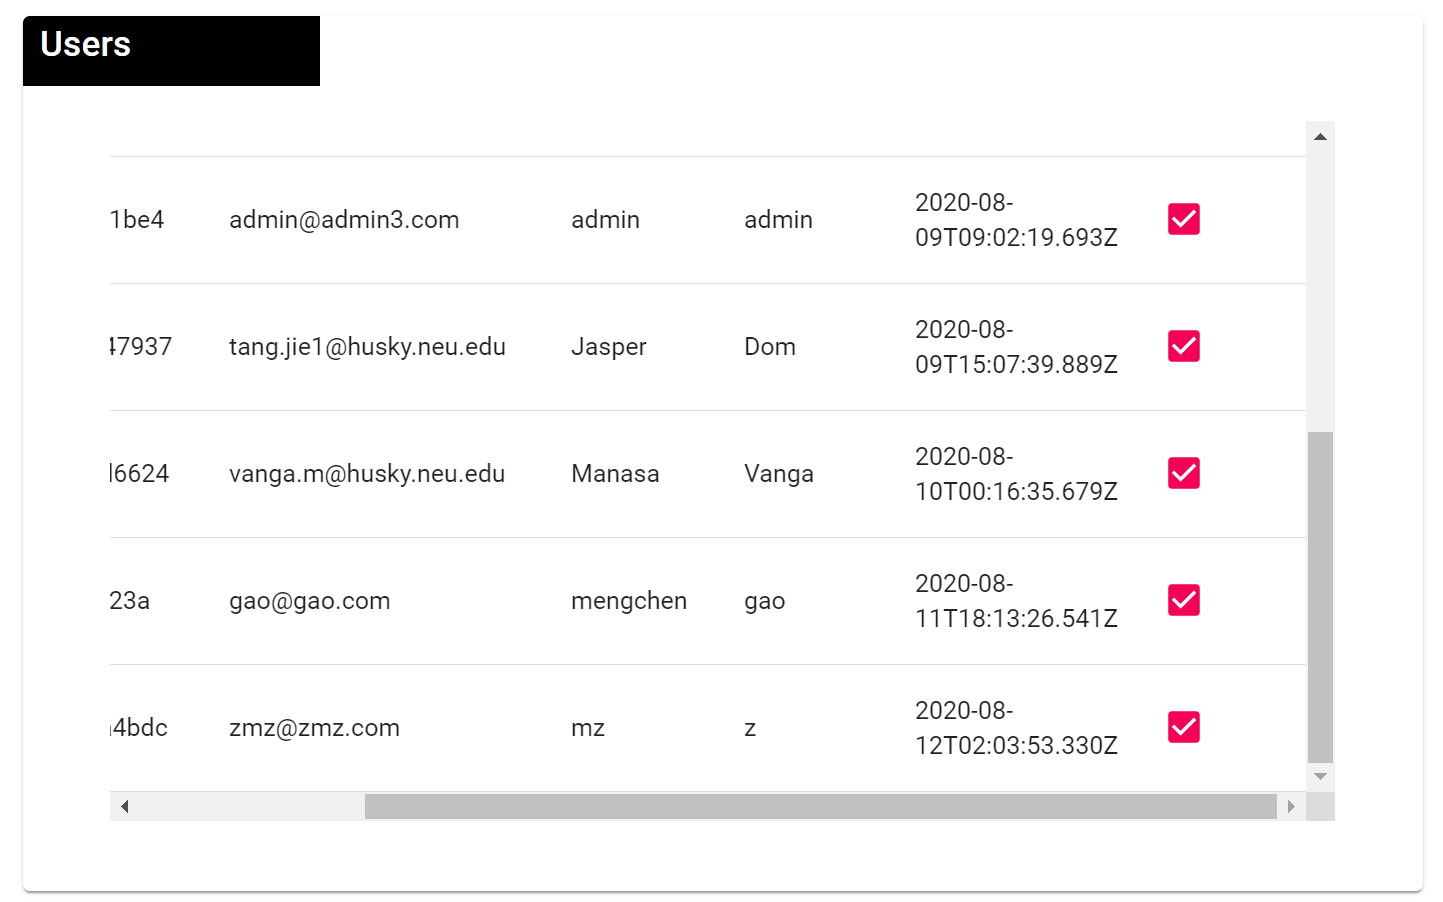 Users
1be4 admin@admin3.com admin admin 2020-08-
09T09:02:19.693Z
47937 tang.jie1@husky.neu.edu Jasper Dom 2020-08-
09T15:07:39.889Z
6624 vanga.m@husky.neu.edu Manasa Vanga 2020-08-
10T00:16:35.679Z
23a gao@gao.com mengchen gao 2020-08-
11T18:13:26.541Z
4bdc zmz@zmz.com mz z 2020-08-
12T02:03:53.330Z